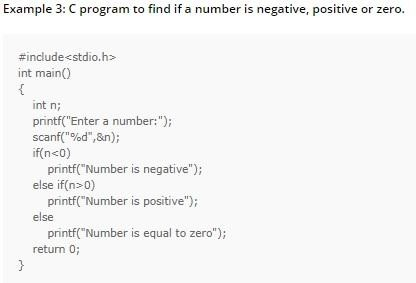 Example 3: C program to find if a number is negative, positive or zero.
#include<stdio.h>
int main()
{
int n;
printf("Enter a number:");
scanf("%d",&n);
if(n<0)
printf("Number is negative");
else if(n>0)
printf("Number is positive");
else
printf("Number is equal to zero");
return 0;
}